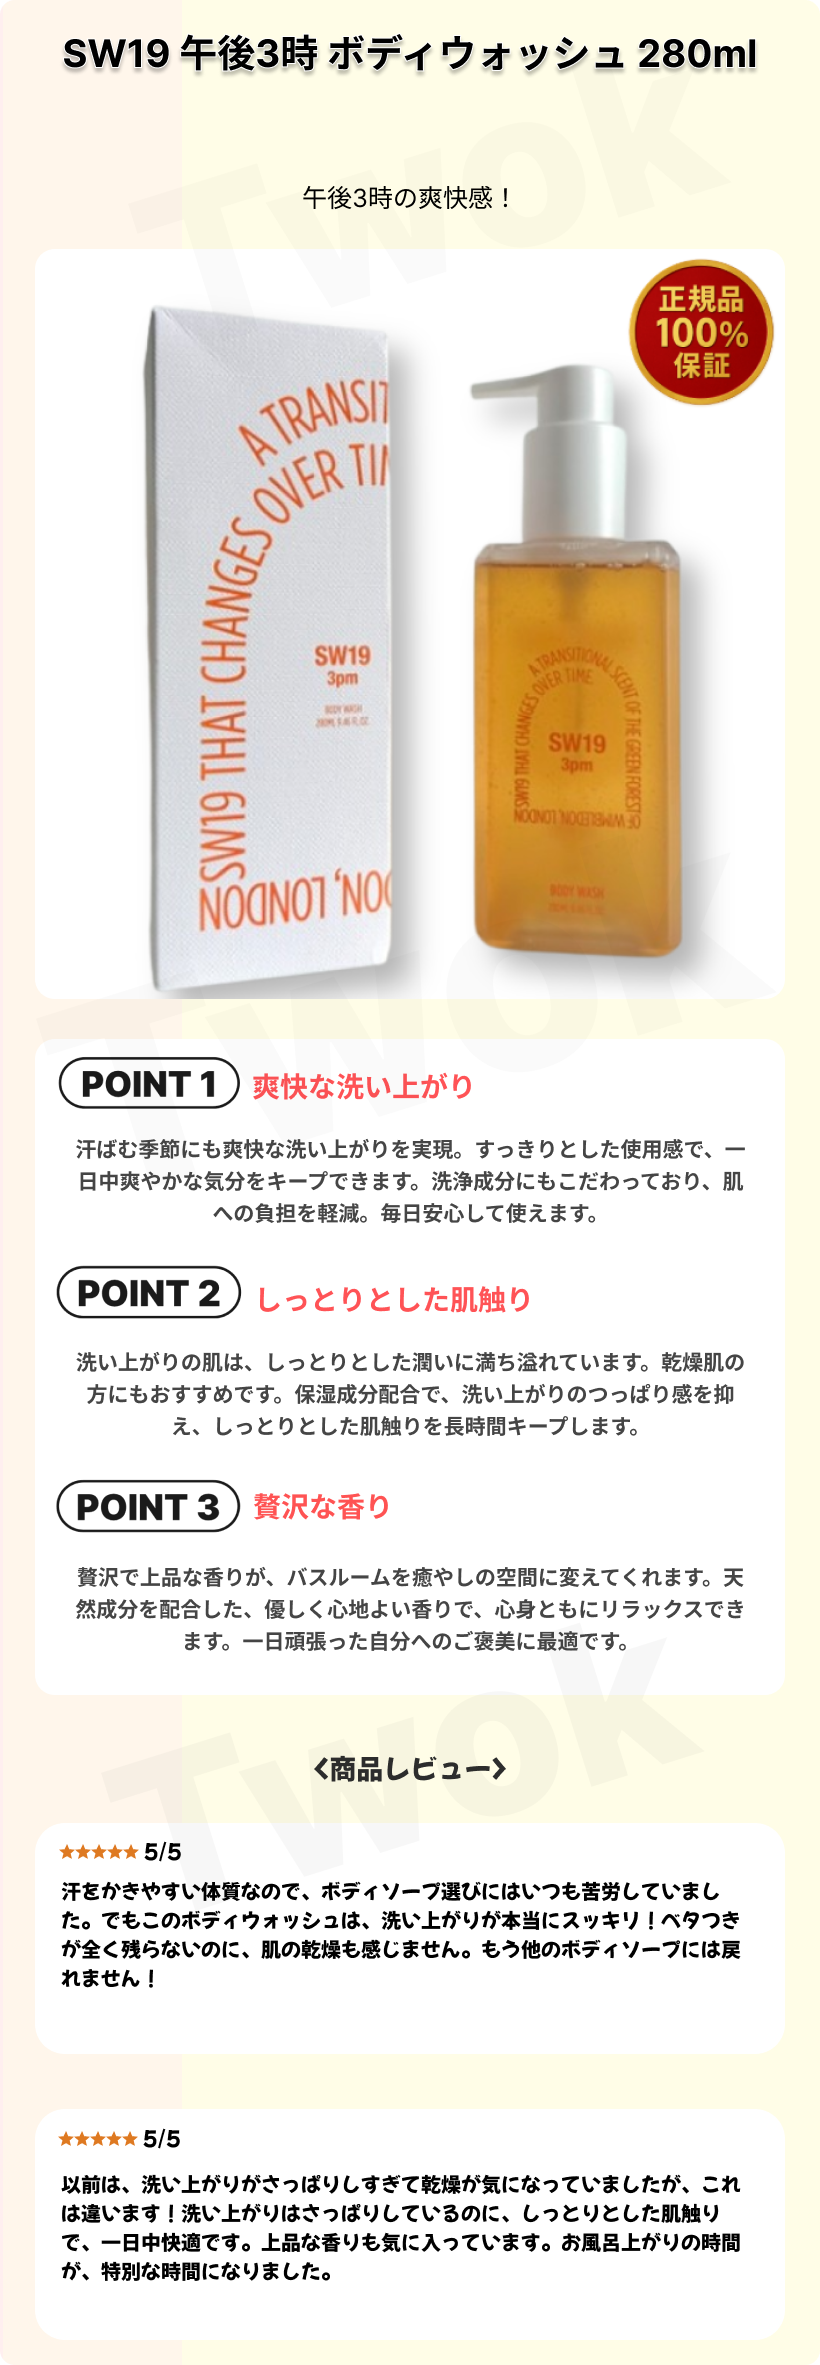 SW19 午後3時 ボディウォッシュ 280ml
午後3時の爽快感！
正規品
100%
保証
A TRANSIT
OVER TIM
SW19 THAT CHANGES
SW19
3pm
BODY WASH
280ML 9.46 FL.OZ.
OON, LONDON
A TRANSITIONAL SCENT OF THE GREEN FOREST
OF WIMBLEDON, LONDON
SW19 THAT CHANGES
OVER TIME.
SW19
3pm
BODY WASH
POINT 1 爽快な洗い上がり
汗ばむ季節にも爽快な洗い上がりを実現。すっきりとした使用感で、一
日中爽やかな気分をキープできます。洗浄成分にもこだわっており、肌
への負担を軽減。毎日安心して使えます。
POINT 2 しっとりとした肌触り
洗い上がりの肌は、しっとりとした潤いに満ち溢れています。乾燥肌の
方にもおすすめです。保湿成分配合で、洗い上がりのつっぱり感を抑
え、しっとりとした肌触りを長時間キープします。
POINT 3 贅沢な香り
贅沢で上品な香りが、バスルームを癒やしの空間に変えてくれます。天
然成分を配合した、優しく心地よい香りで、心身ともにリラックスでき
ます。一日頑張った自分へのご褒美に最適です。
<商品レビュー>
★★★★★ 5/5
汗をかきやすい体質なので、ボディソープ選びにはいつも苦労していまし
た。でもこのボディウォッシュは、洗い上がりが本当にスッキリ！ベタつき
が全く残らないのに、肌の乾燥も感じません。もう他のボディソープには戻
れません！
★★★★★ 5/5
以前は、洗い上がりがさっぱりしすぎて乾燥が気になっていましたが、これ
は違います！洗い上がりはさっぱりしているのに、しっとりとした肌触り
で、一日中快適です。上品な香りも気に入っています。お風呂上がりの時間
が、特別な時間になりました。
Twok
Twok
Twok